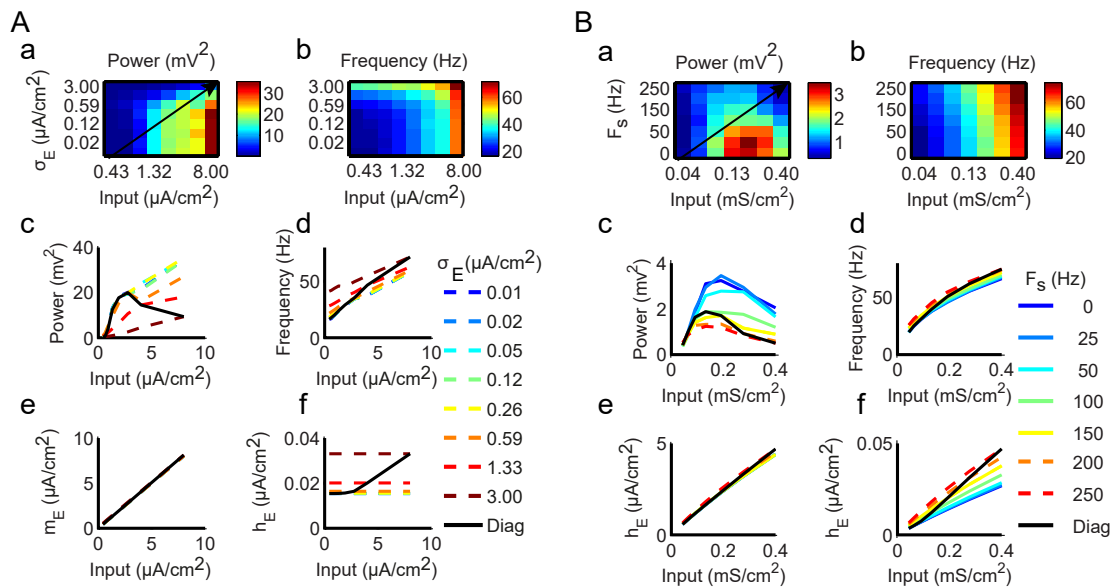 A
a
Power (mV²)
σE (μA/cm²)
3.00
0.59
0.12
0.02
0.43 1.32 8.00
Input (μA/cm²)
30
20
10
b
Frequency (Hz)
0.43 1.32 8.00
Input (μA/cm²)
60
40
20
c
Power (mv²)
40
20
0
0 5 10
Input (μA/cm²)
d
Frequency (Hz)
50
0 5 10
Input (μA/cm²)
σE(μA/cm²)
0.01
0.02
0.05
0.12
0.26
0.59
1.33
3.00
Diag
e
mE (μA/cm²)
10
5
0
0 5 10
Input (μA/cm²)
f
hE (μA/cm²)
0.04
0.02
0
0 5 10
Input (μA/cm²)
B
a
Power (mV²)
Fs (Hz)
250
150
50
0
0.04 0.13 0.40
Input (mS/cm²)
3
2
1
b
Frequency (Hz)
250
150
50
0
0.04 0.13 0.40
Input (mS/cm²)
60
40
20
c
Power (mv²)
4
2
0
0 0.2 0.4
Input (mS/cm²)
d
Frequency (Hz)
50
0 0.2 0.4
Input (mS/cm²)
Fs (Hz)
0
25
50
100
150
200
250
Diag
e
hE (μA/cm²)
5
0
0 0.2 0.4
Input (mS/cm²)
f
hE (μA/cm²)
0.05
0
0 0.2 0.4
Input (mS/cm²)